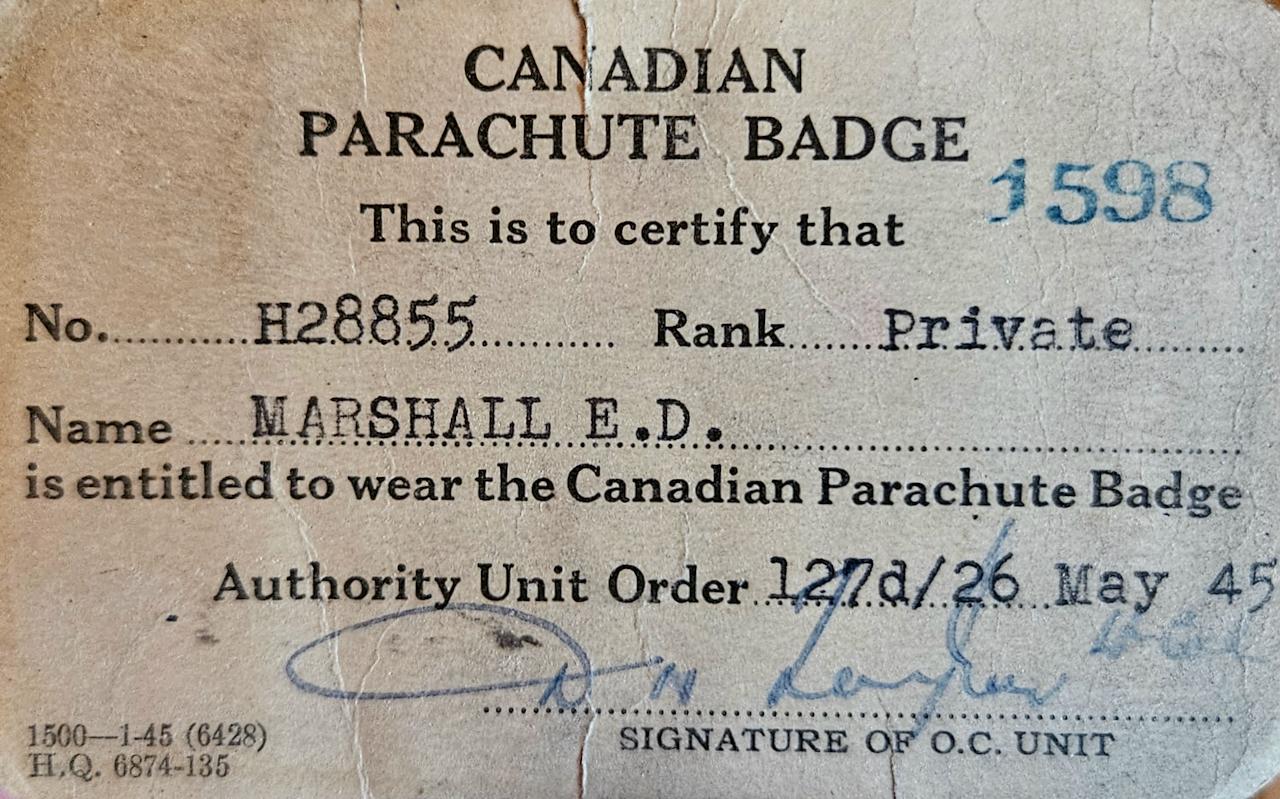 CANADIAN
PARACHUTE BADGE
1598
This is to certify that
No. H28855 Rank Private
Name MARSHALL E.D.
is entitled to wear the Canadian Parachute Badge
Authority Unit Order 127d/26 May 45
SIGNATURE OF O.C. UNIT
1500—1-45 (6428)
H.Q. 6874-135